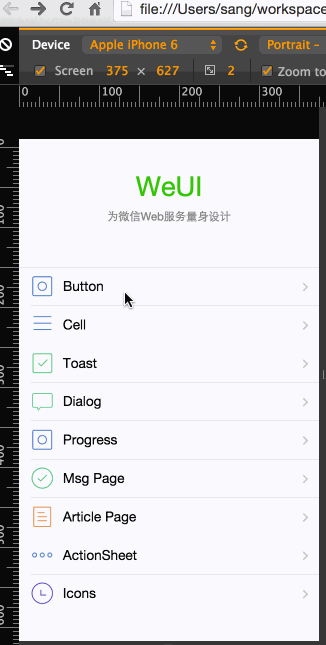 file:///Users/sang/workspace
Device Apple iPhone 6 Portrait -
Screen 375 × 627 2 Zoom to
0 100 200 300
0
100
200
300
400
500
600
WeUI
为微信Web服务量身设计
Button
Cell
Toast
Dialog
Progress
Msg Page
Article Page
ActionSheet
Icons